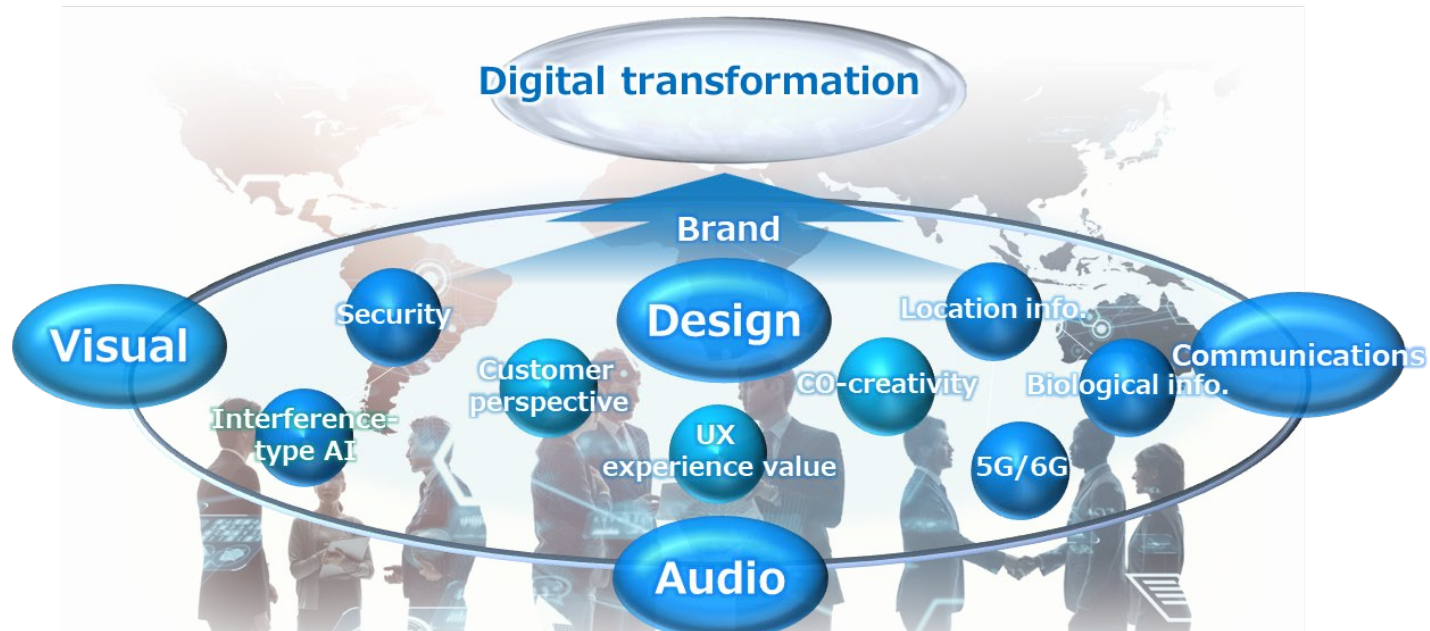 Digital transformation
Brand
Security
Design
Location info.
Visual
Communications
Customer
perspective
CO-creativity
Biological info.
Interference-
type AI
UX
experience value
5G/6G
Audio